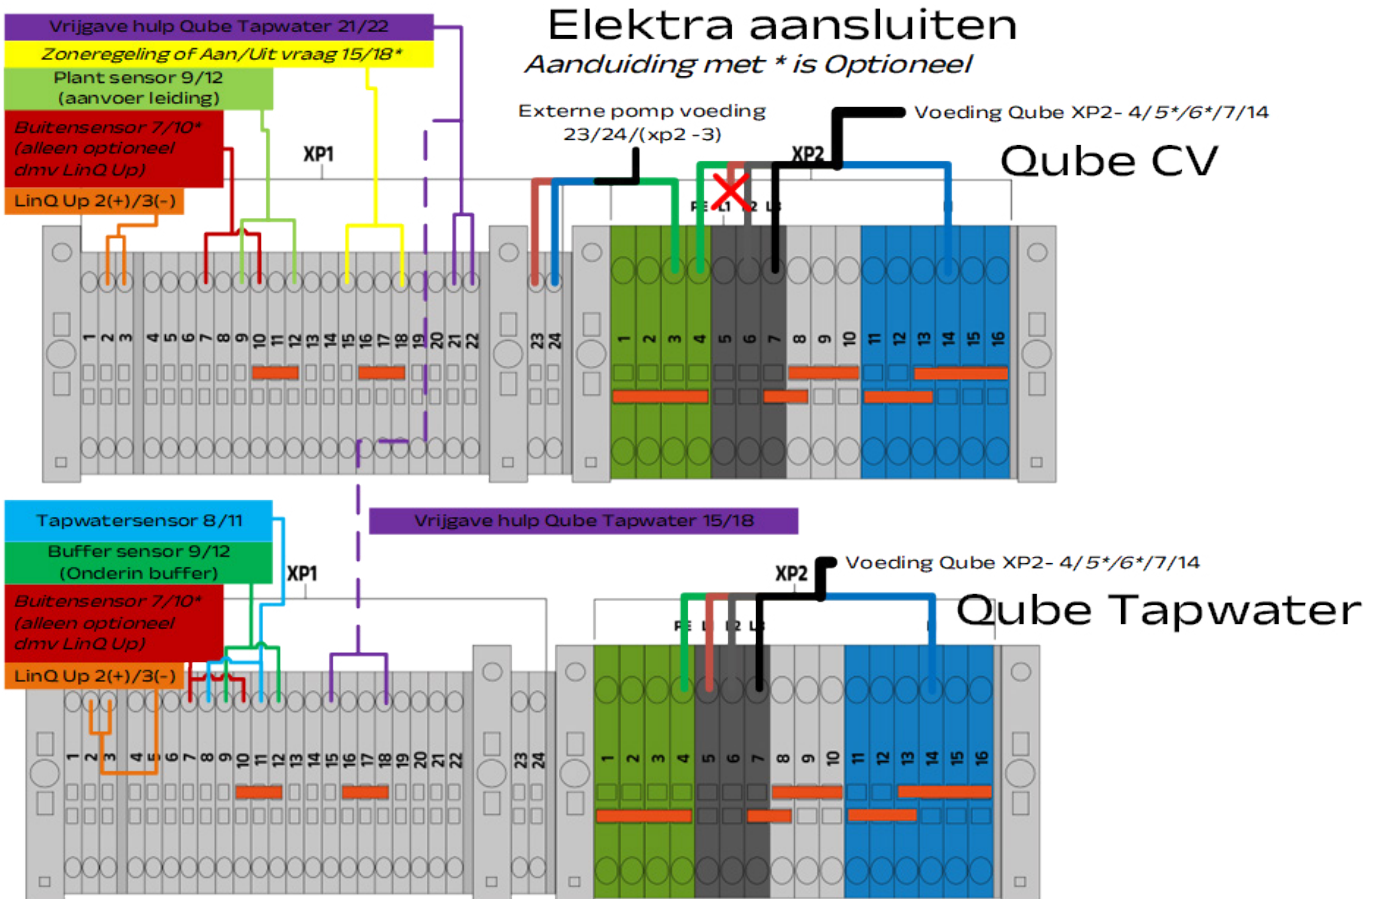 Elektra aansluiten
Aanduiding met * is Optioneel
Vrijgave hulp Qube Tapwater 21/22
Zoneregeling of Aan/Uit vraag 15/18*
Plant sensor 9/12
(aanvoer leiding)
Buitensensor 7/10*
(alleen optioneel
dmv LinQ Up)
LinQ Up 2(+)/3(-)
XP1
Externe pomp voeding
23/24/(xp2 -3)
Voeding Qube XP2- 4/5*/6*/7/14
XP2
Qube CV
PE L1
1 2 3 4 5 6 7 8 9 10 11 12 13 14 15 16 17 18 19 20 21 22 23 24
1 2 3 4 5 6 7 8 9 10 11 12 13 14 15 16
Tapwatersensor 8/11
Vrijgave hulp Qube Tapwater 15/18
Buffer sensor 9/12
(Onderin buffer)
Buitensensor 7/10*
(alleen optioneel
dmv LinQ Up)
LinQ Up 2(+)/3(-)
XP1
Voeding Qube XP2- 4/5*/6*/7/14
XP2
Qube Tapwater
PE
1 2 3 4 5 6 7 8 9 10 11 12 13 14 15 16 17 18 19 20 21 22 23 24
1 2 3 4 5 6 7 8 9 10 11 12 13 14 15 16